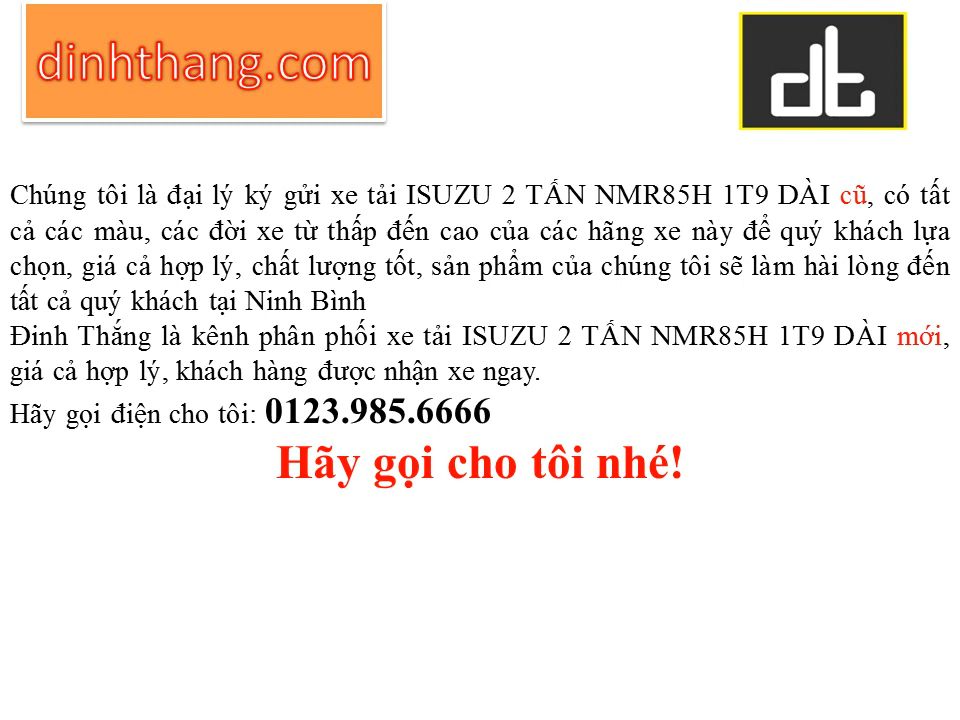 dinhthang.com
dt
Chúng tôi là đại lý ký gửi xe tải ISUZU 2 TẤN NMR85H 1T9 DÀI cũ, có tất
cả các màu, các đời xe từ thấp đến cao của các hãng xe này để quý khách lựa
chọn, giá cả hợp lý, chất lượng tốt, sản phẩm của chúng tôi sẽ làm hài lòng đến
tất cả quý khách tại Ninh Bình
Đinh Thắng là kênh phân phối xe tải ISUZU 2 TẤN NMR85H 1T9 DÀI mới,
giá cả hợp lý, khách hàng được nhận xe ngay.
Hãy gọi điện cho tôi: 0123.985.6666
Hãy gọi cho tôi nhé!